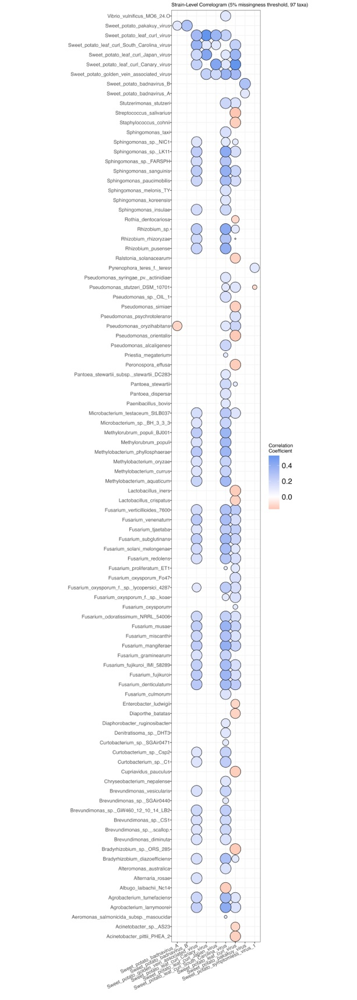 Strain-Level Correlogram (5% missingness threshold, 97 taxa)
Vibrio_vulnificus_MO6_24.O
Sweet_potato_pakakuy_virus
Sweet_potato_leaf_curl_virus
Sweet_potato_leaf_curl_South_Carolina_virus
Sweet_potato_leaf_curl_Japan_virus
Sweet_potato_leaf_curl_Canary_virus
Sweet_potato_golden_vein_associated_virus
Sweet_potato_badnavirus_B
Sweet_potato_badnavirus_A
Stutzerimonas_stutzeri
Streptococcus_salivarius
Staphylococcus_cohnii
Sphingomonas_taxi
Sphingomonas_sp._NIC1
Sphingomonas_sp._LK11
Sphingomonas_sp._FARSPH
Sphingomonas_sanguinis
Sphingomonas_paucimobilis
Sphingomonas_melonis_TY
Sphingomonas_koreensis
Sphingomonas_insulae
Rothia_dentocariosa
Rhizobium_sp.
Rhizobium_rhizoryzae
Rhizobium_pusense
Ralstonia_solanacearum
Pyrenophora_teres_f._teres
Pseudomonas_syringae_pv._actinidiae
Pseudomonas_stutzeri_DSM_10701
Pseudomonas_sp._OIL_1
Pseudomonas_simiae
Pseudomonas_psychrotolerans
Pseudomonas_oryzihabitans
Pseudomonas_orientalis
Pseudomonas_alcaligenes
Priestia_megaterium
Peronospora_effusa
Pantoea_stewartii_subsp._stewartii_DC283
Pantoea_stewartii
Pantoea_dispersa
Paenibacillus_bovis
Microbacterium_testaceum_StLB037
Microbacterium_sp._BH_3_3_3
Methylorubrum_populi_BJ001
Methylorubrum_populi
Methylobacterium_phyllosphaerae
Methylobacterium_oryzae
Methylobacterium_currus
Methylobacterium_aquaticum
Lactobacillus_iners
Lactobacillus_crispatus
Fusarium_verticillioides_7600
Fusarium_venenatum
Fusarium_tjaetaba
Fusarium_subglutinans
Fusarium_solani_melongenae
Fusarium_redolens
Fusarium_proliferatum_ET1
Fusarium_oxysporum_Fo47
Fusarium_oxysporum_f._sp._lycopersici_4287
Fusarium_oxysporum_f._sp._koae
Fusarium_oxysporum
Fusarium_odoratissimum_NRRL_54006
Fusarium_musae
Fusarium_miscanthi
Fusarium_mangiferae
Fusarium_graminearum
Fusarium_fujikuroi_IMI_58289
Fusarium_fujikuroi
Fusarium_denticulatum
Fusarium_culmorum
Enterobacter_ludwigii
Diaporthe_batatas
Diaphorobacter_ruginosibacter
Denitratisoma_sp._DHT3
Curtobacterium_sp._SGAir0471
Curtobacterium_sp._Csp2
Curtobacterium_sp._C1
Cupriavidus_pauculus
Chryseobacterium_nepalense
Brevundimonas_vesicularis
Brevundimonas_sp._SGAir0440
Brevundimonas_sp._GW460_12_10_14_LB2
Brevundimonas_sp._CS1
Brevundimonas_sp._.scallop.
Brevundimonas_diminuta
Bradyrhizobium_sp._ORS_285
Bradyrhizobium_diazoefficiens
Alteromonas_australica
Alternaria_rosae
Albugo_laibachii_Nc14
Agrobacterium_tumefaciens
Agrobacterium_larrymoorei
Aeromonas_salmonicida_subsp._masoucida
Acinetobacter_sp._AS23
Acinetobacter_pittii_PHEA_2
Correlation
Coefficient
0.4
0.2
0.0
Sweet_potato_badnavirus_A
Sweet_potato_badnavirus_B
Sweet_potato_golden_vein_associated_virus
Sweet_potato_leaf_curl_Canary_virus
Sweet_potato_leaf_curl_Japan_virus
Sweet_potato_leaf_curl_South_Carolina_virus
Sweet_potato_leaf_curl_virus
Sweet_potato_pakakuy_virus
Sweet_potato_symptomless_virus_1